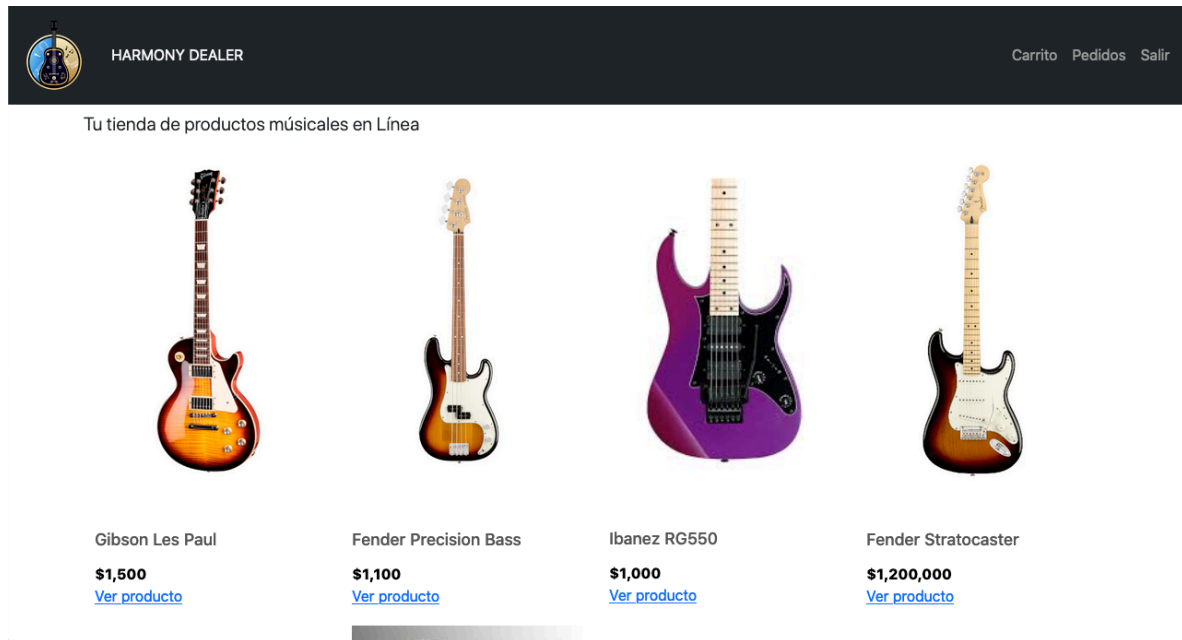 HARMONY DEALER
Carrito Pedidos Salir
Tu tienda de productos músicales en Línea
Gibson Les Paul
$1,500
Ver producto
Fender Precision Bass
$1,100
Ver producto
Ibanez RG550
$1,000
Ver producto
Fender Stratocaster
$1,200,000
Ver producto